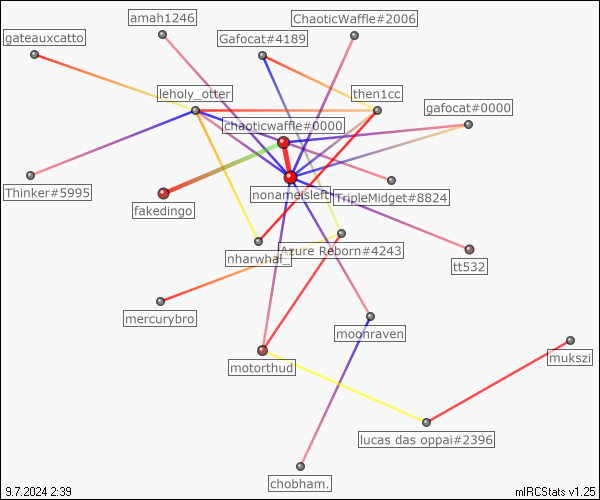 amah1246
ChaoticWaffle#2006
gateauxcatto
Gafocat#4189
leholy_otter
then1cc
gafocat#0000
chaoticwaffle#0000
Thinker#5995
nonameisleft
TripleMidget#8824
fakedingo
nharwhal_
Azure Reborn#4243
tt532
mercurybro
moonraven
motorthud
mukszi
lucas das oppai#2396
chobham.
9.7.2024 2:39
mIRCStats v1.25